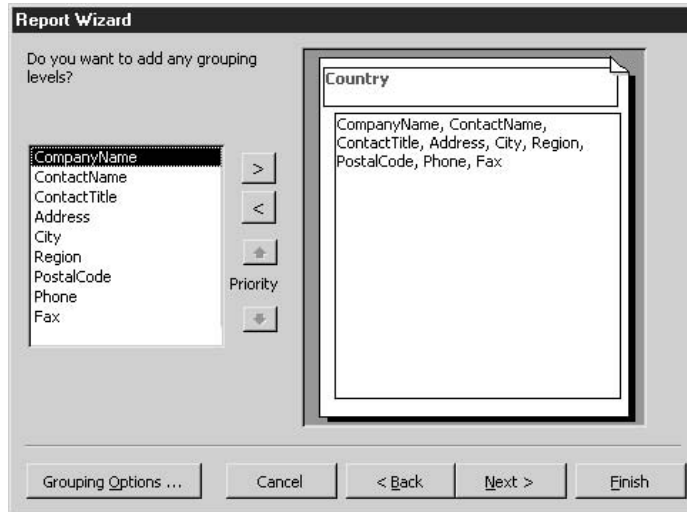 Report Wizard
Do you want to add any grouping
levels?
CompanyName
ContactName
ContactTitle
Address
City
Region
PostalCode
Phone
Fax
>
<
Priority
Country
CompanyName, ContactName,
ContactTitle, Address, City, Region,
PostalCode, Phone, Fax
Grouping Options ...
Cancel
< Back
Next >
Finish